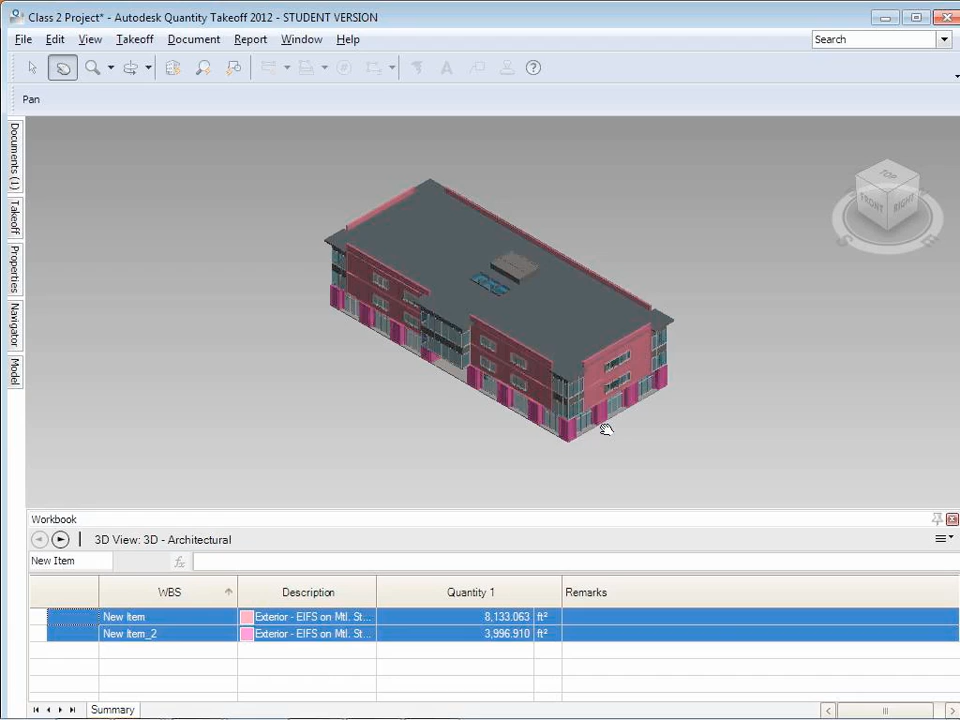 Class 2 Project* - Autodesk Quantity Takeoff 2012 - STUDENT VERSION
File Edit View Takeoff Document Report Window Help
Search
Pan
Documents (1)
Takeoff
Properties
Navigator
Model
TOP
FRONT
RIGHT
S
E
Workbook
3D View: 3D - Architectural
New Item
fx
WBS Description Quantity 1 Remarks
New Item Exterior - EIFS on Mtl. St... 8,133.063 ft²
New Item_2 Exterior - EIFS on Mtl. St... 3,996.910 ft²
Summary